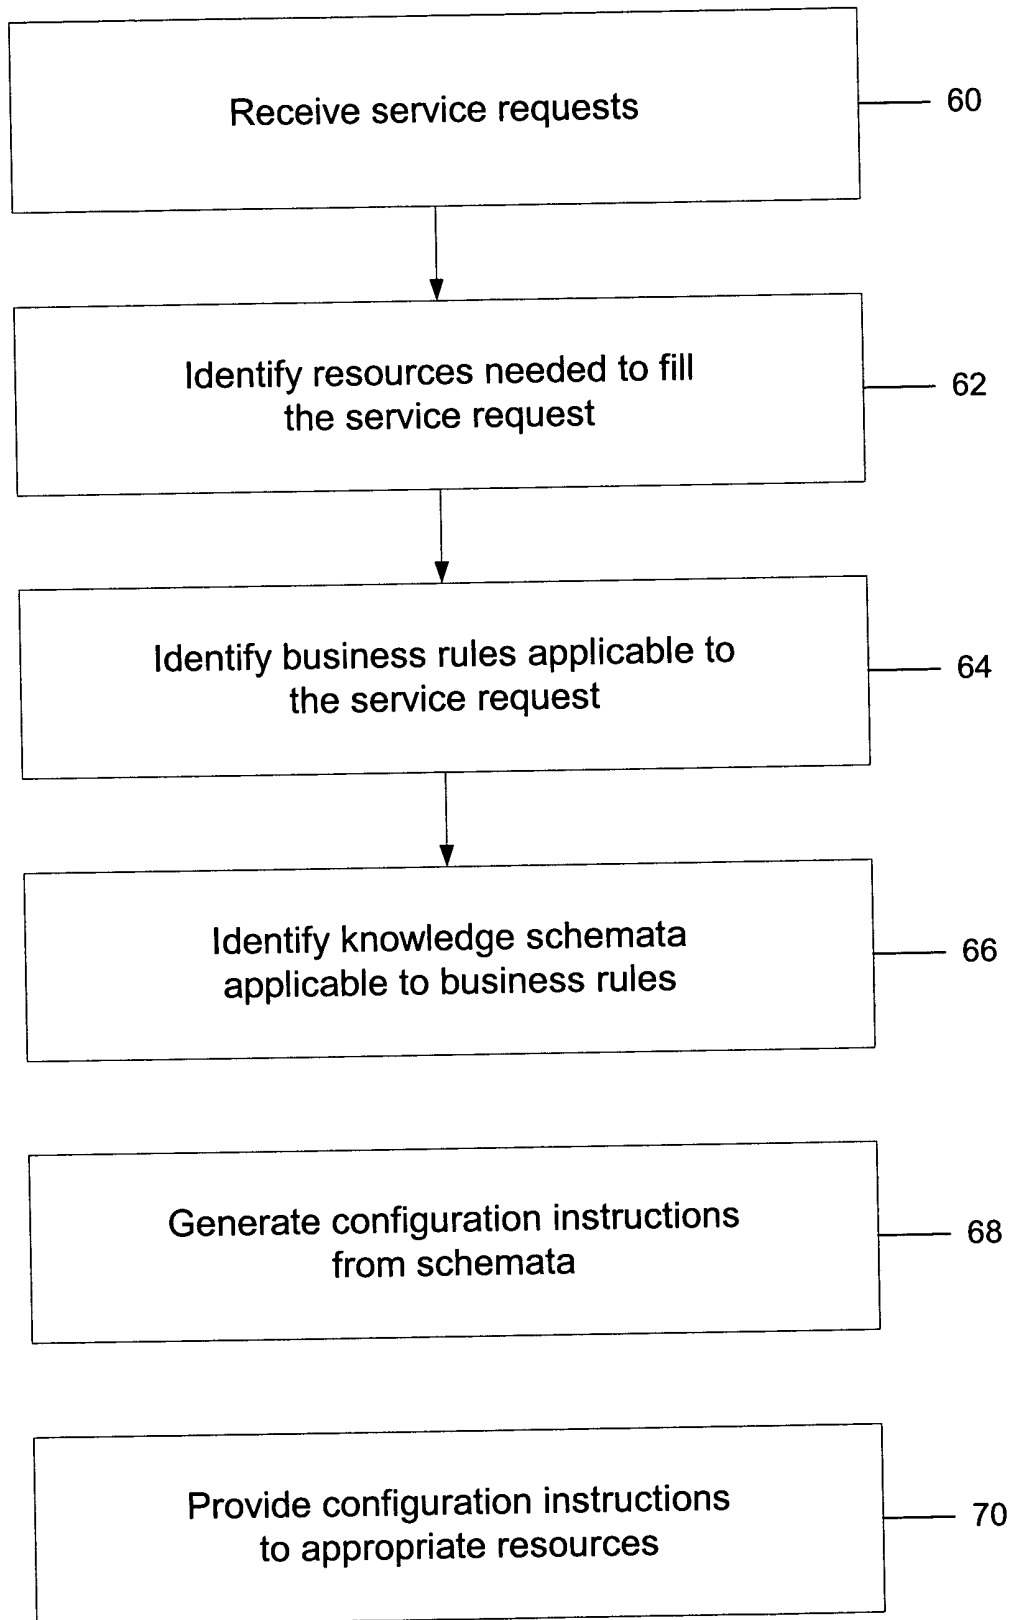 Receive service requests
60
Identify resources needed to fill
the service request
62
Identify business rules applicable to
the service request
64
Identify knowledge schemata
applicable to business rules
66
Generate configuration instructions
from schemata
68
Provide configuration instructions
to appropriate resources
70